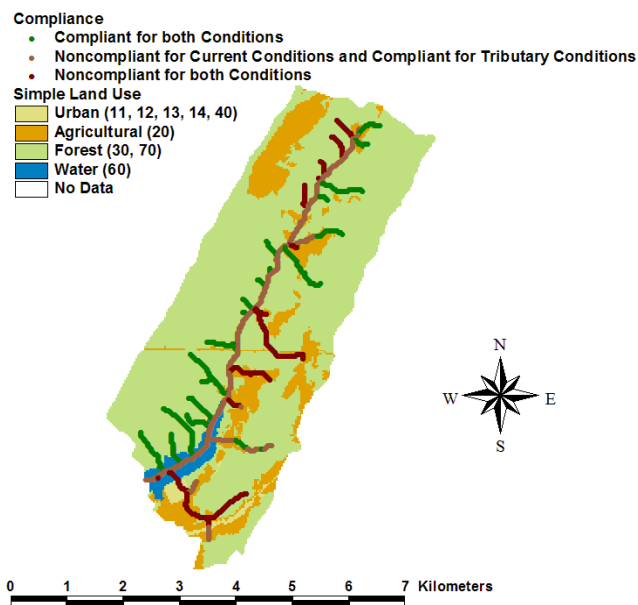 Compliance
Compliant for both Conditions
Noncompliant for Current Conditions and Compliant for Tributary Conditions
Noncompliant for both Conditions
Simple Land Use
Urban (11, 12, 13, 14, 40)
Agricultural (20)
Forest (30, 70)
Water (60)
No Data
N
W E
S
0 1 2 3 4 5 6 7 Kilometers